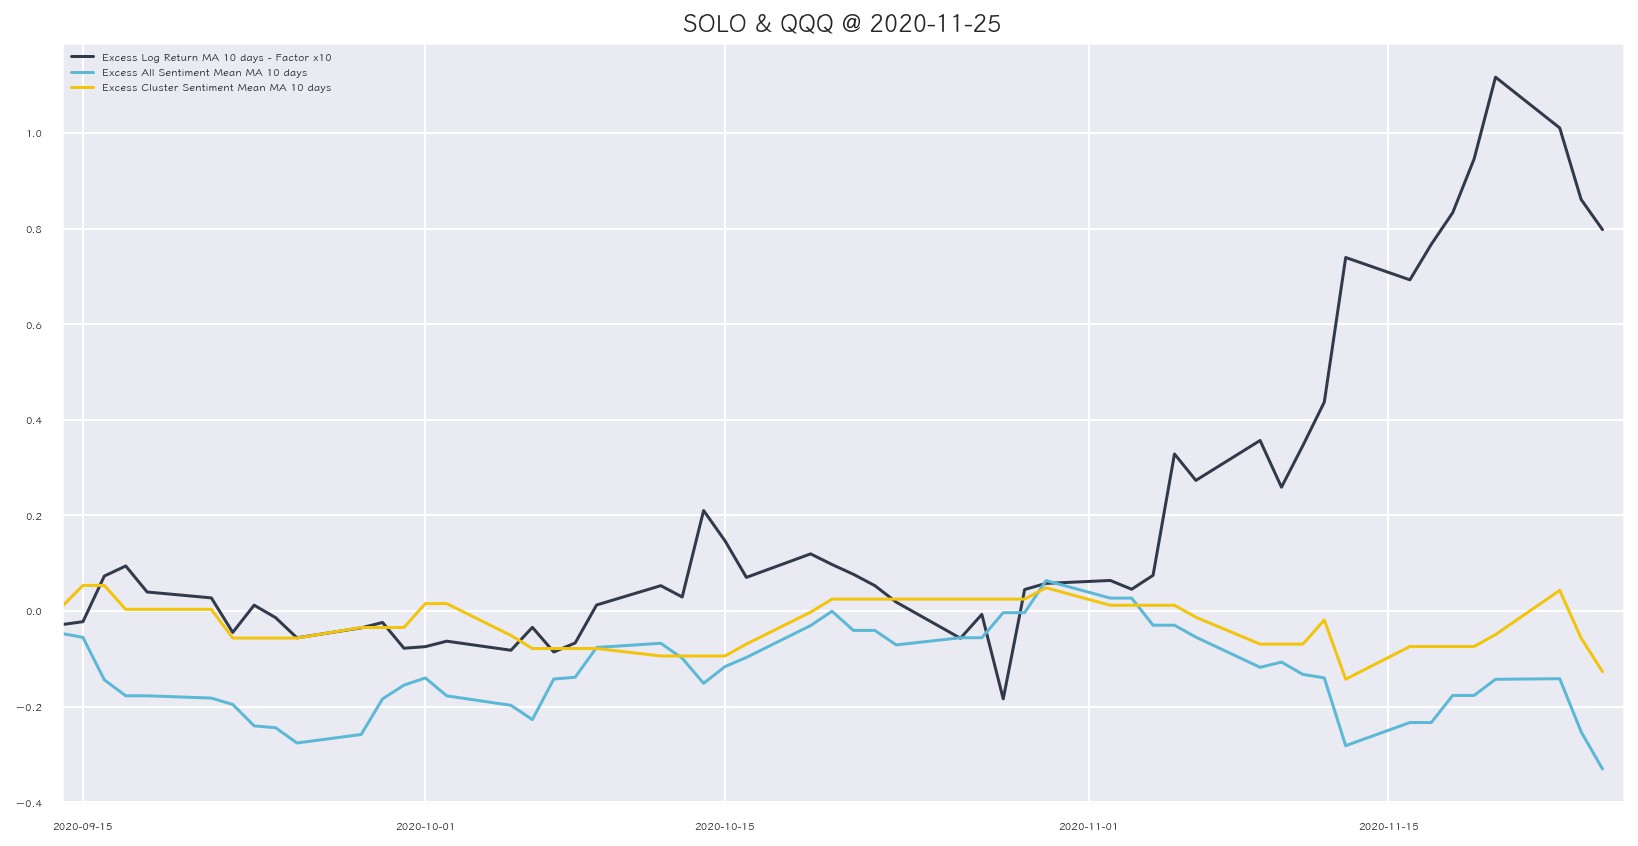 SOLO & QQQ @ 2020-11-25
Excess Log Return MA 10 days - Factor x10
Excess All Sentiment Mean MA 10 days
Excess Cluster Sentiment Mean MA 10 days
1.0
0.8
0.6
0.4
0.2
0.0
−0.2
−0.4
2020-09-15 2020-10-01 2020-10-15 2020-11-01 2020-11-15